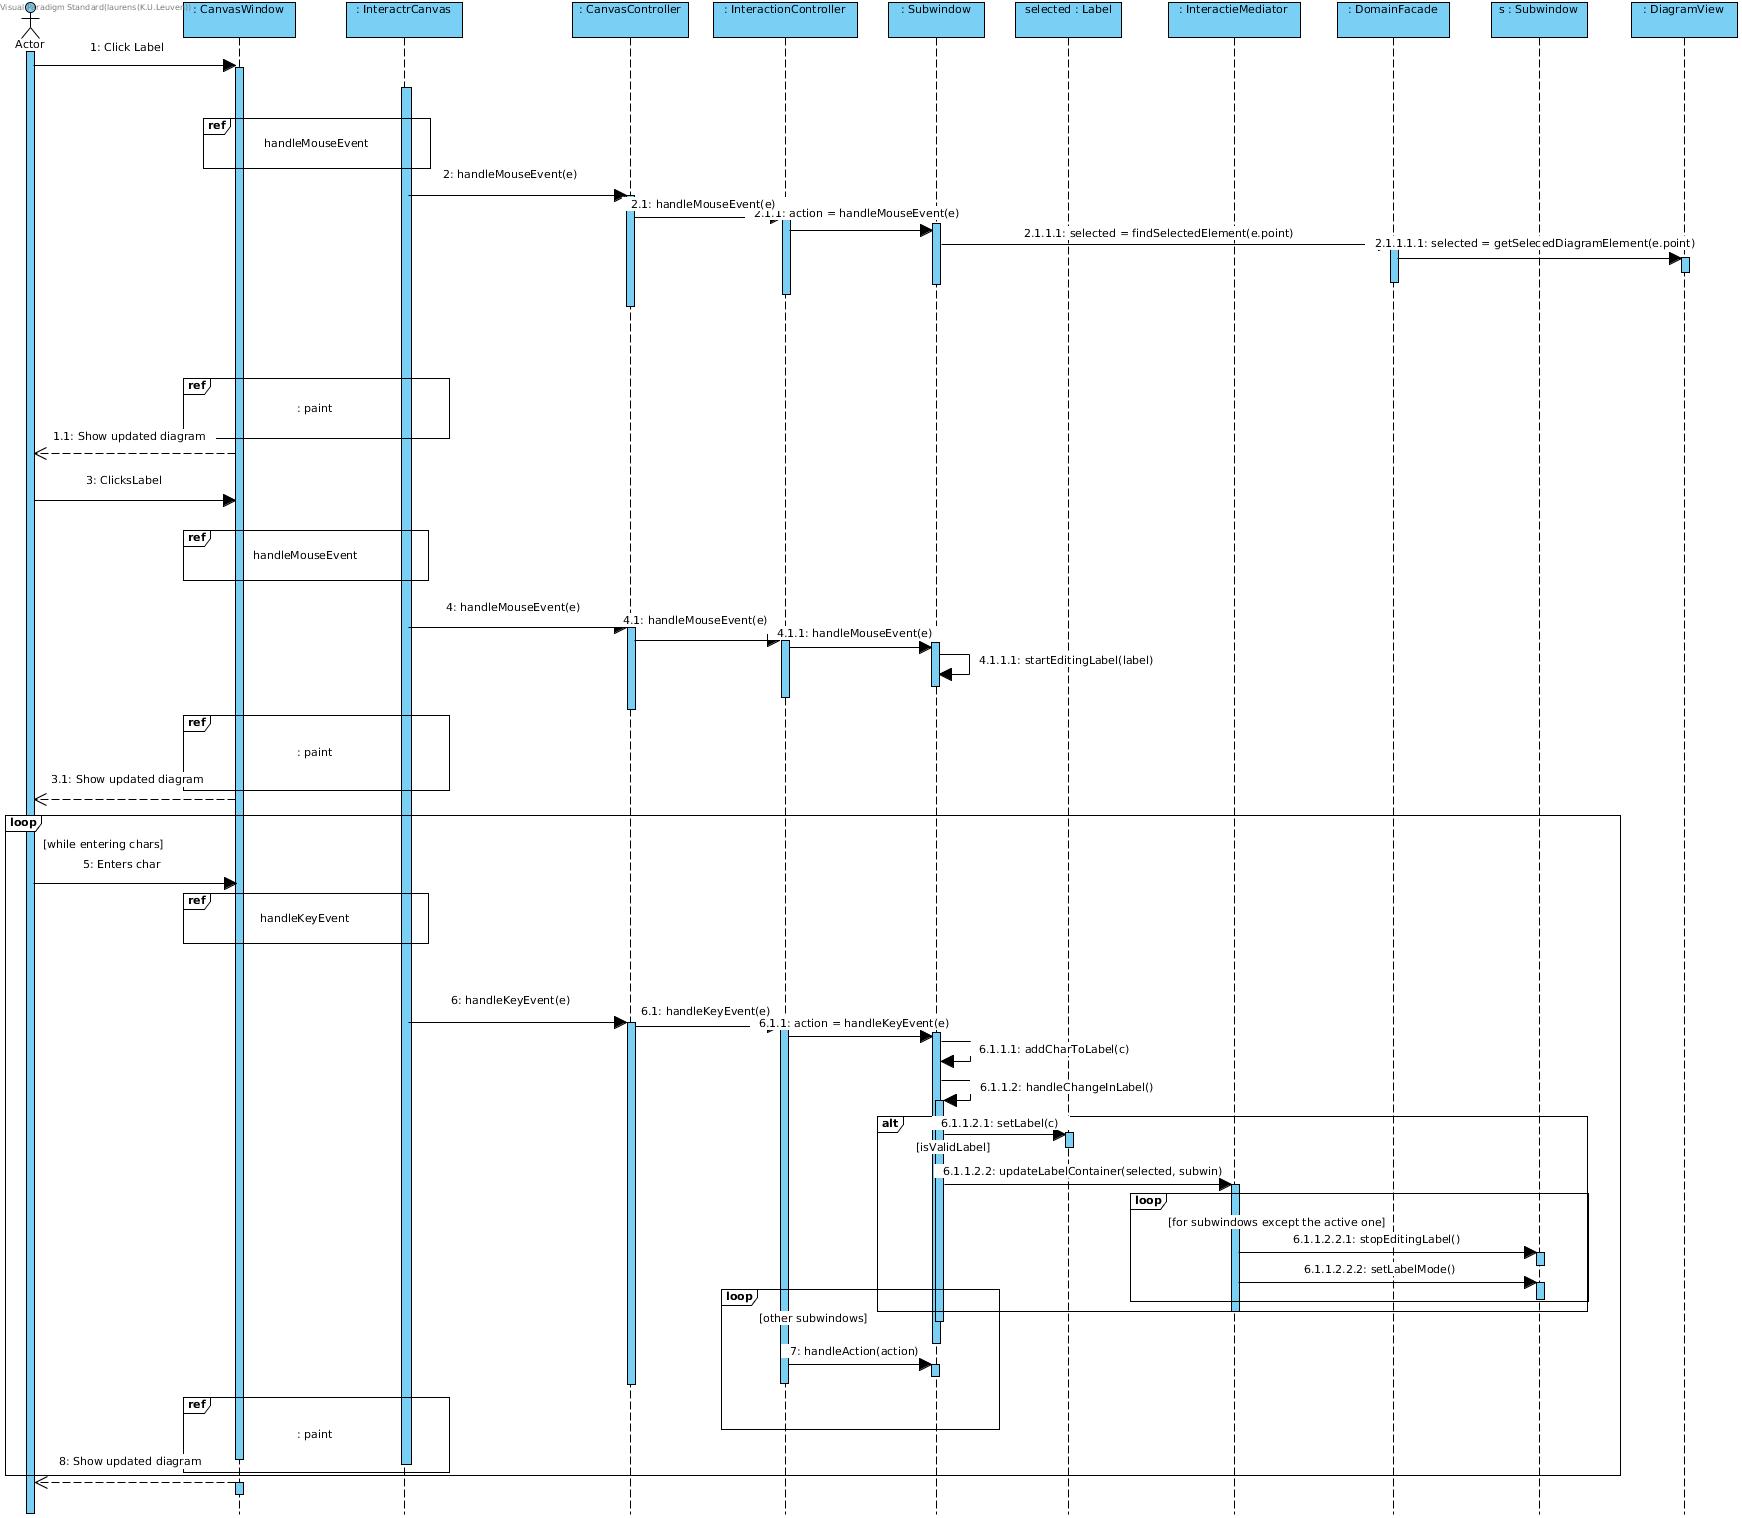 Visual Paradigm Standard(laurens(K.U.Leuven))
: CanvasWindow
: InteractrCanvas
: CanvasController
: InteractionController
: Subwindow
selected : Label
: InteractieMediator
: DomainFacade
s : Subwindow
: DiagramView
Actor
1: Click Label
ref
handleMouseEvent
2: handleMouseEvent(e)
2.1: handleMouseEvent(e)
2.1.1: action = handleMouseEvent(e)
2.1.1.1: selected = findSelectedElement(e.point)
2.1.1.1.1: selected = getSelecedDiagramElement(e.point)
ref
: paint
1.1: Show updated diagram
3: ClicksLabel
ref
handleMouseEvent
4: handleMouseEvent(e)
4.1: handleMouseEvent(e)
4.1.1: handleMouseEvent(e)
4.1.1.1: startEditingLabel(label)
ref
: paint
3.1: Show updated diagram
loop
[while entering chars]
5: Enters char
ref
handleKeyEvent
6: handleKeyEvent(e)
6.1: handleKeyEvent(e)
6.1.1: action = handleKeyEvent(e)
6.1.1.1: addCharToLabel(c)
6.1.1.2: handleChangeInLabel()
alt
6.1.1.2.1: setLabel(c)
[isValidLabel]
6.1.1.2.2: updateLabelContainer(selected, subwin)
loop
[for subwindows except the active one]
6.1.1.2.2.1: stopEditingLabel()
6.1.1.2.2.2: setLabelMode()
loop
[other subwindows]
7: handleAction(action)
ref
: paint
8: Show updated diagram